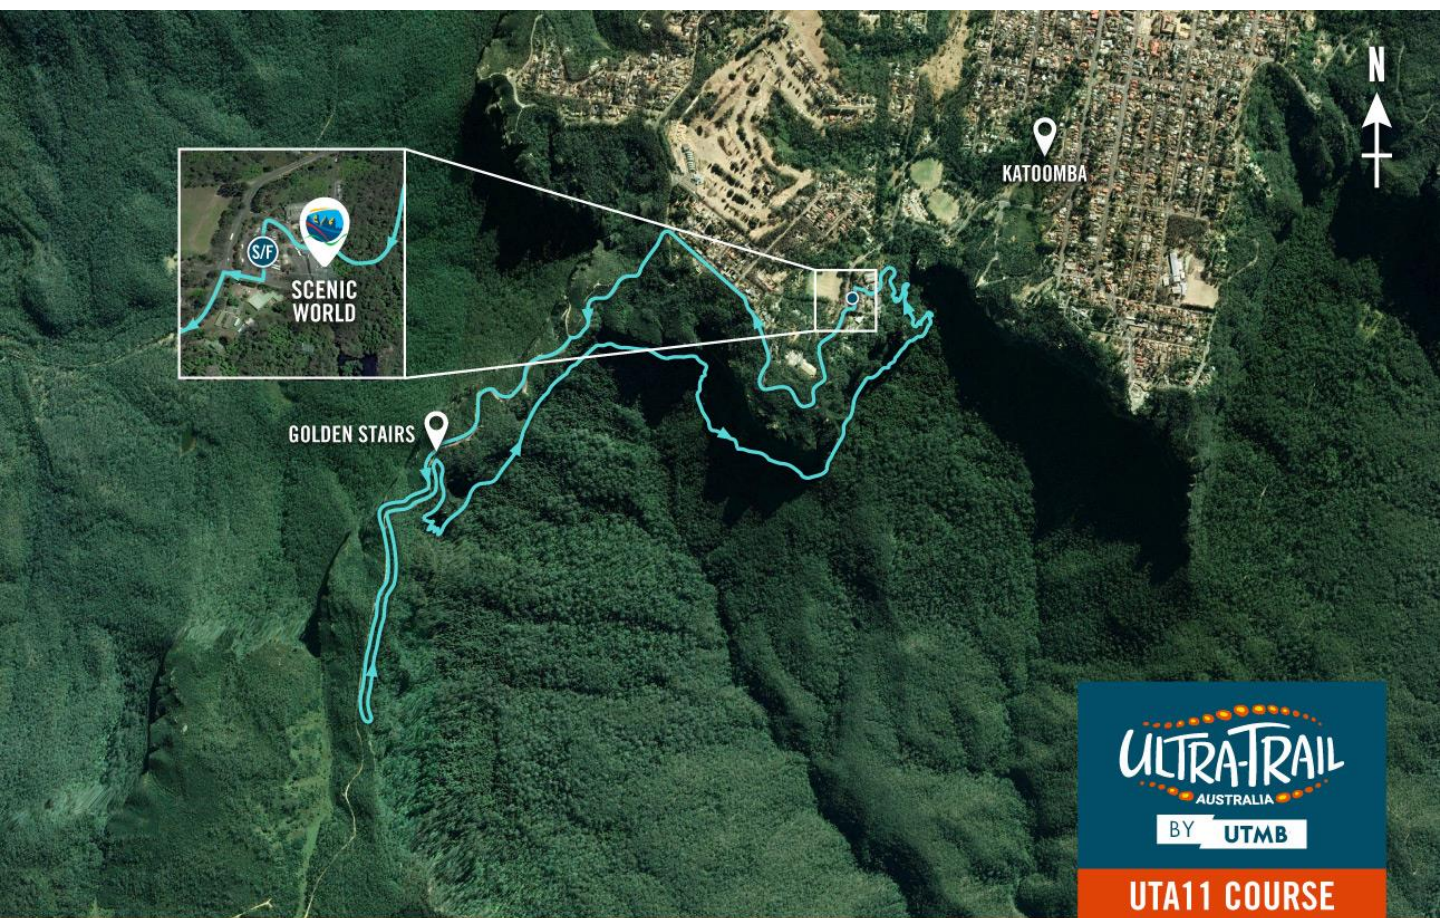 N
KATOOMBA
S/F
SCENIC
WORLD
GOLDEN STAIRS
ULTRA-TRAIL
AUSTRALIA
BY UTMB
UTA11 COURSE